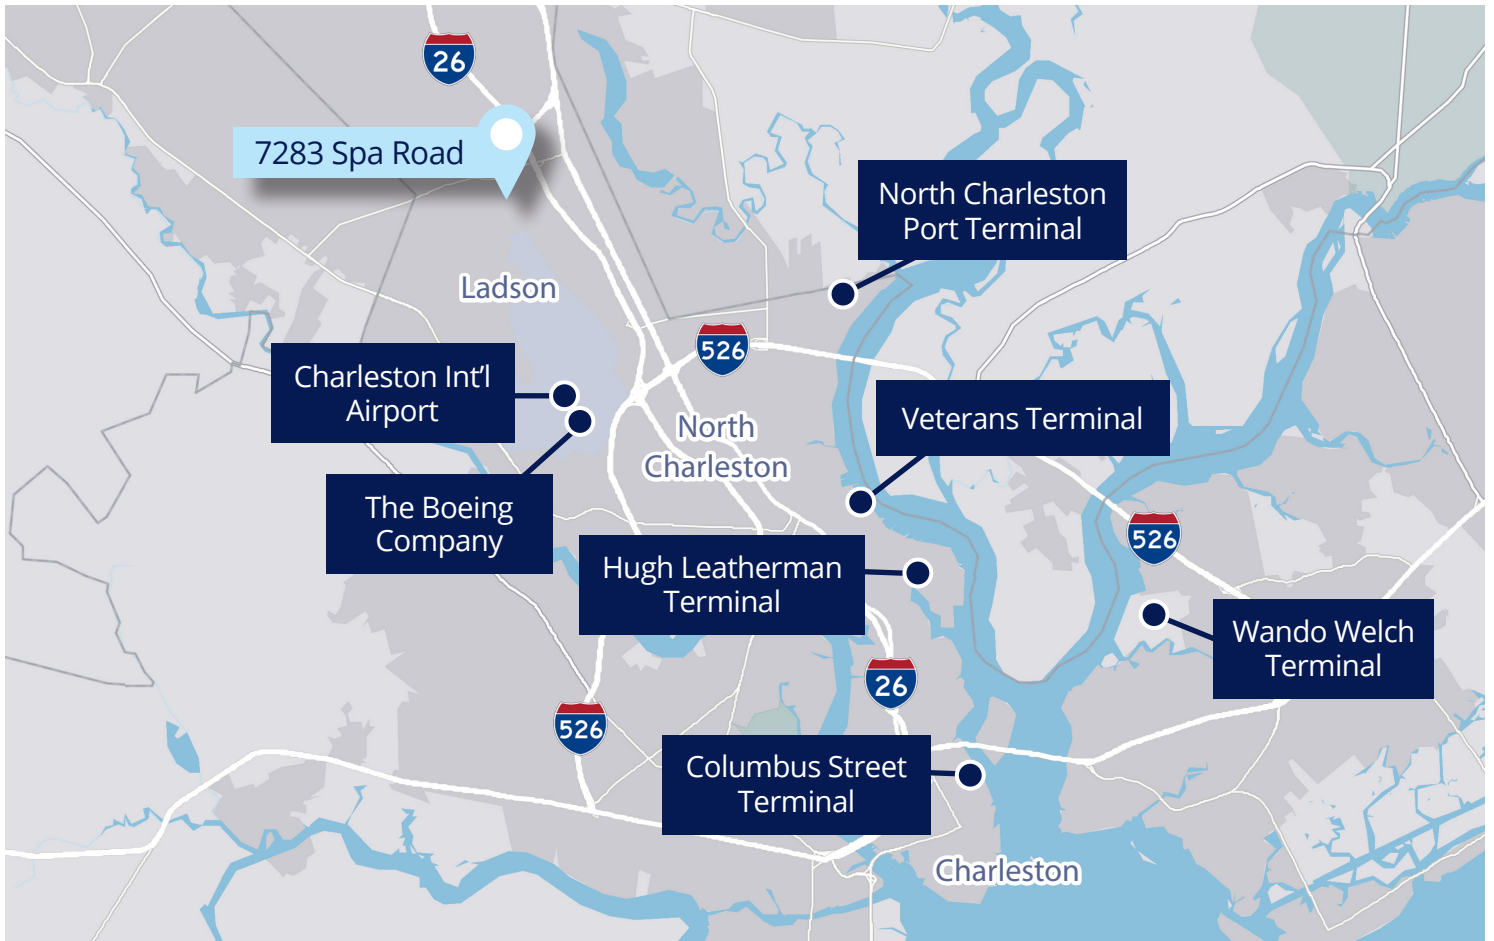 26
7283 Spa Road
North Charleston
Port Terminal
Ladson
526
Charleston Int'l
Airport
North
Charleston
Veterans Terminal
The Boeing
Company
526
Hugh Leatherman
Terminal
Wando Welch
Terminal
26
526
Columbus Street
Terminal
Charleston